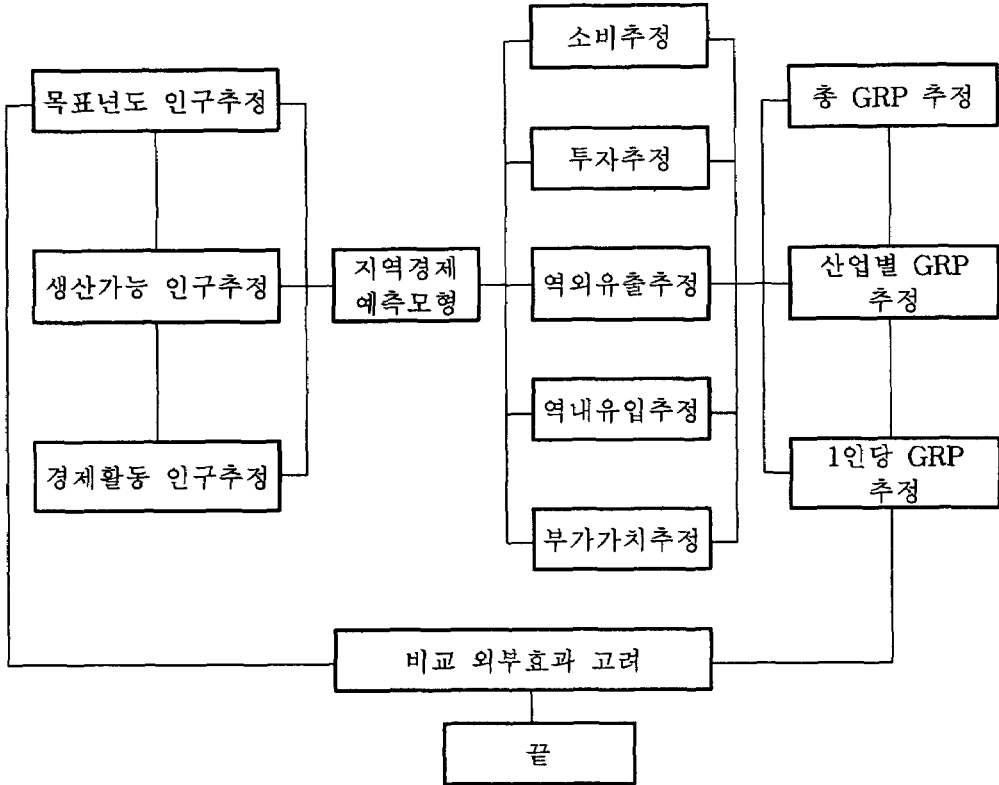 목표년도 인구추정
생산가능 인구추정
경제활동 인구추정
지역경제
예측모형
소비추정
투자추정
역외유출추정
역내유입추정
부가가치추정
총 GRP 추정
산업별 GRP
추정
1인당 GRP
추정
비교 외부효과 고려
끝